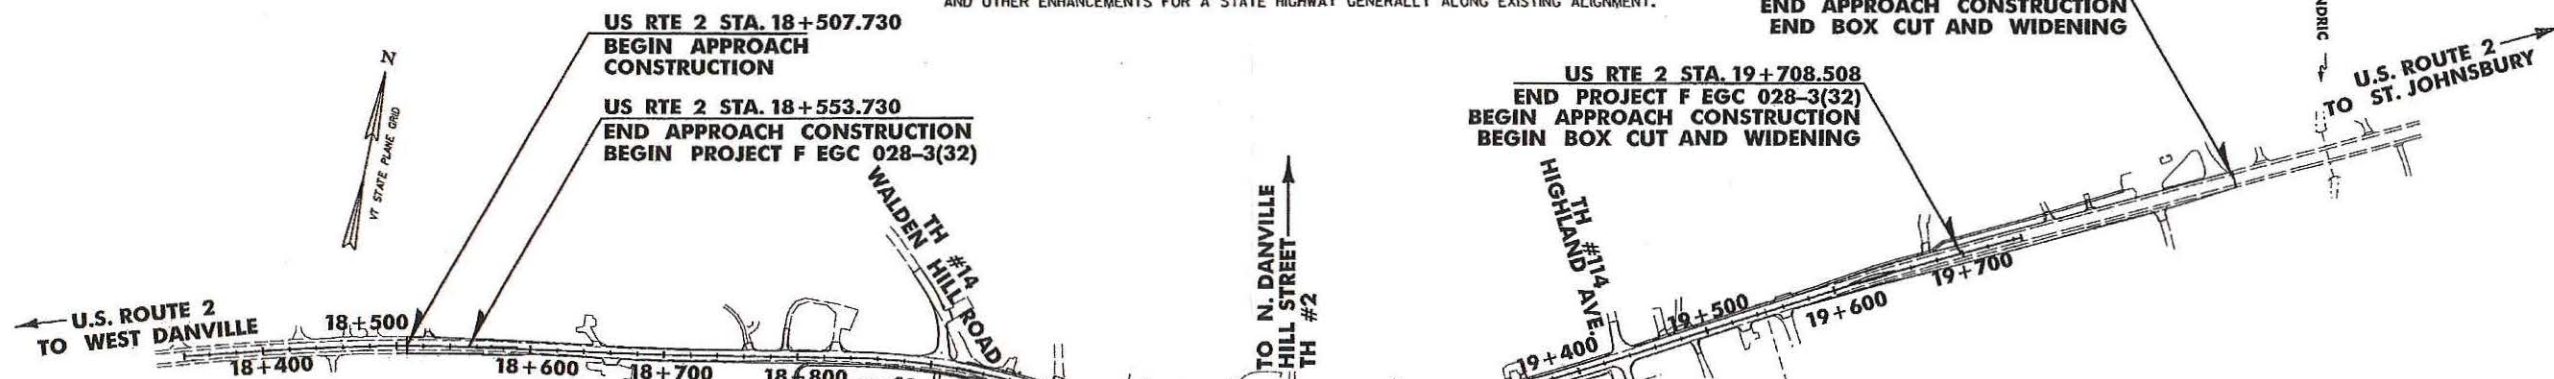 AND OTHER ENHANCEMENTS FOR A STATE HIGHWAY GENERALLY ALONG EXISTING ALIGNMENT.
US RTE 2 STA. 18+507.730
BEGIN APPROACH
CONSTRUCTION
US RTE 2 STA. 18+553.730
END APPROACH CONSTRUCTION
BEGIN PROJECT F EGC 028-3(32)
N
VT STATE PLANE GRID
END APPROACH CONSTRUCTION
END BOX CUT AND WIDENING
US RTE 2 STA. 19+708.508
END PROJECT F EGC 028-3(32)
BEGIN APPROACH CONSTRUCTION
BEGIN BOX CUT AND WIDENING
U.S. ROUTE 2
TO ST. JOHNSBURY
TH #14
WALDEN HILL ROAD
TO N. DANVILLE
HILL STREET
TH #2
TH #114
HIGHLAND AVE.
U.S. ROUTE 2
TO WEST DANVILLE
18+400
18+500
18+600
18+700
18+800
19+400
19+500
19+600
19+700